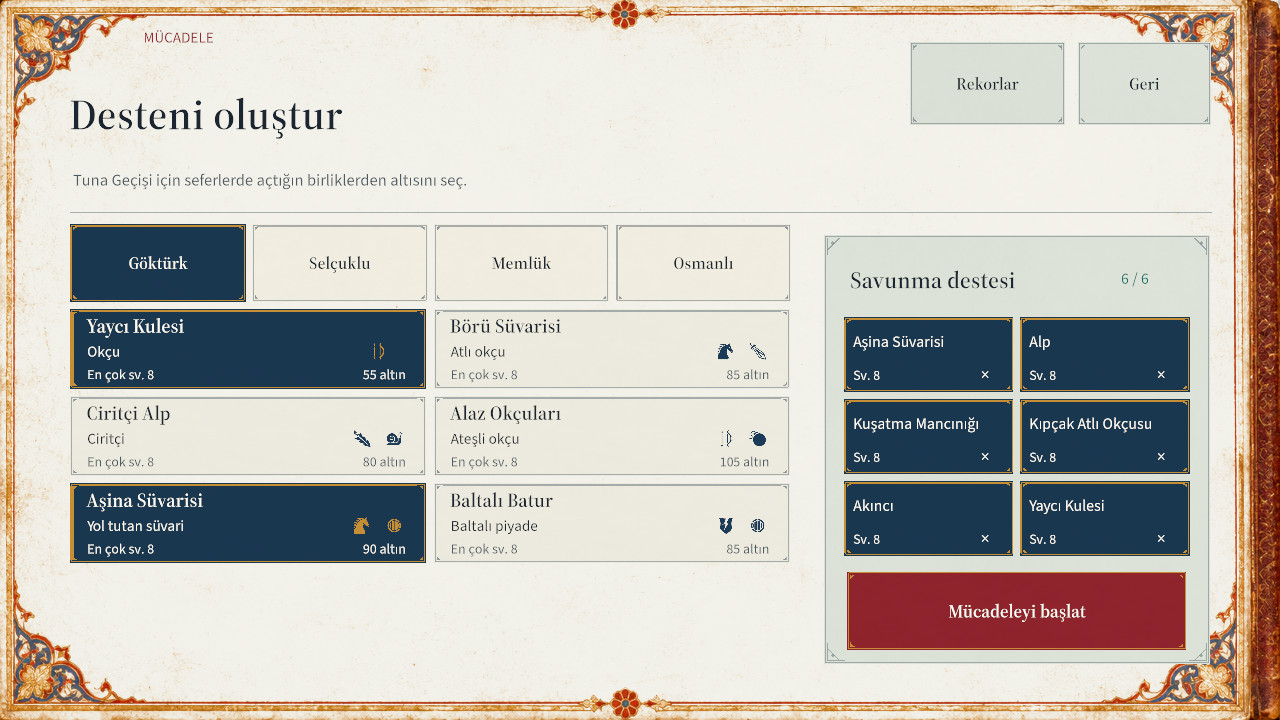 MÜCADELE
Rekorlar
Geri
Desteni oluştur
Tuna Geçişi için seferlerde açtığın birliklerden altısını seç.
Göktürk
Selçuklu
Memlük
Osmanlı
Yaycı Kulesi
Okçu
En çok sv. 8
55 altın
Börü Süvarisi
Atlı okçu
En çok sv. 8
85 altın
Ciritçi Alp
Ciritçi
En çok sv. 8
80 altın
Alaz Okçuları
Ateşli okçu
En çok sv. 8
105 altın
Aşina Süvarisi
Yol tutan süvari
En çok sv. 8
90 altın
Baltalı Batur
Baltalı piyade
En çok sv. 8
85 altın
Savunma destesi
6 / 6
Aşina Süvarisi
Sv. 8 ×
Alp
Sv. 8 ×
Kuşatma Mancınığı
Sv. 8 ×
Kıpçak Atlı Okçusu
Sv. 8 ×
Akıncı
Sv. 8 ×
Yaycı Kulesi
Sv. 8 ×
Mücadeleyi başlat